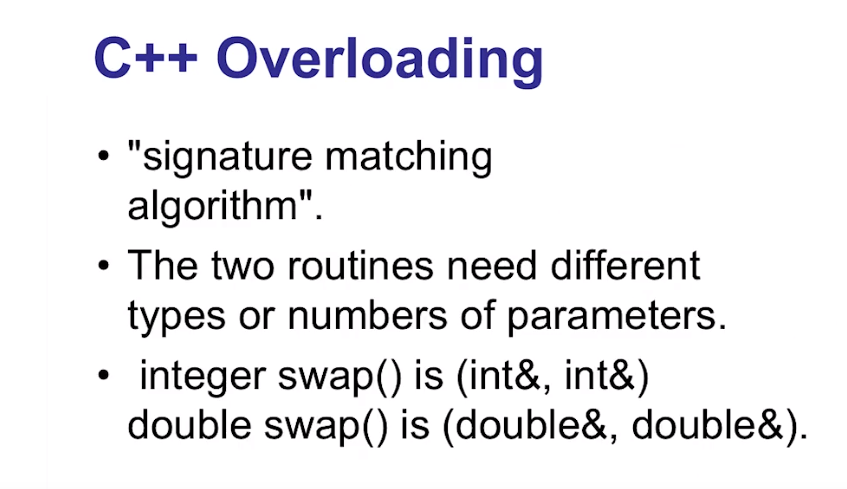 C++ Overloading
• "signature matching
algorithm".
• The two routines need different
types or numbers of parameters.
• integer swap() is (int&, int&)
double swap() is (double&, double&).